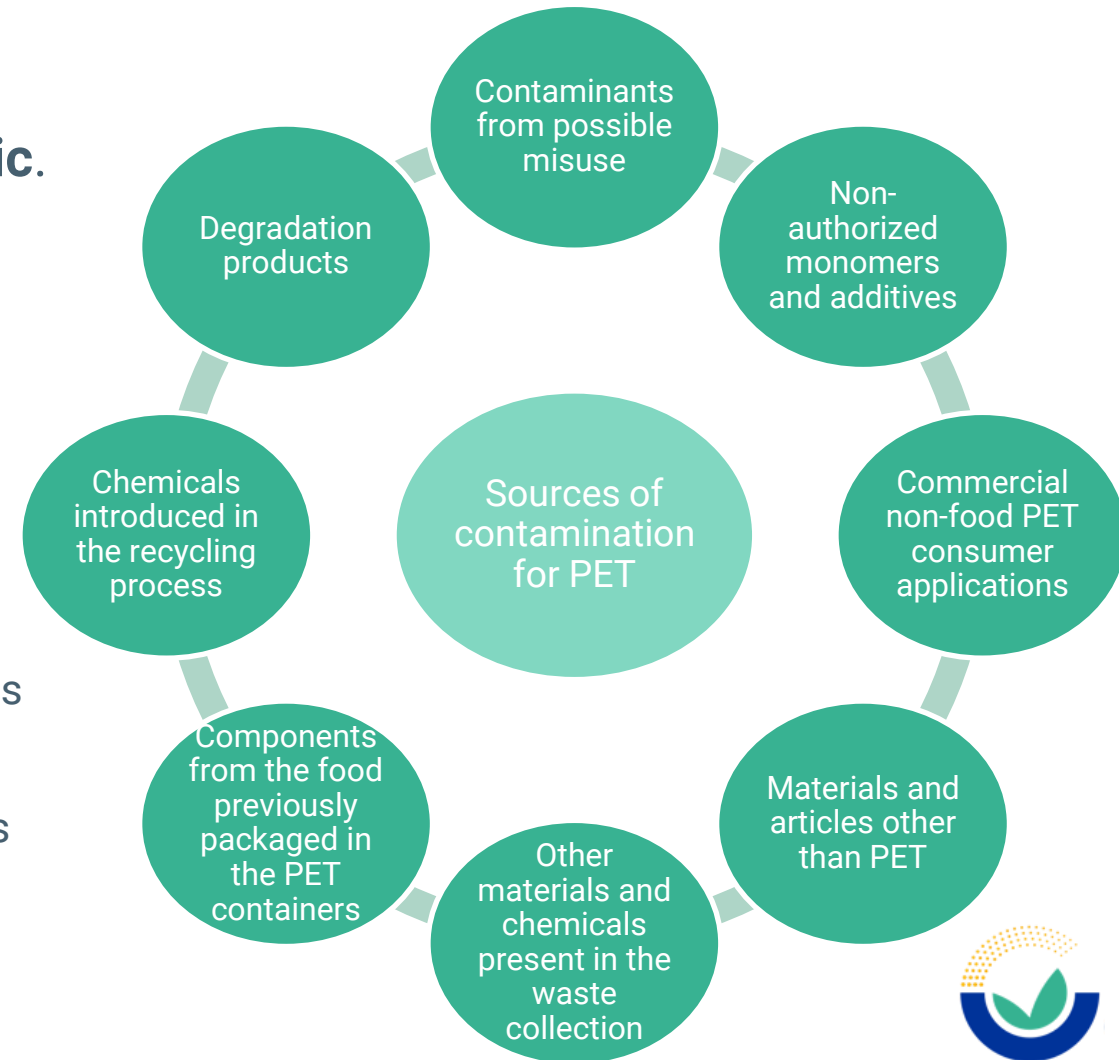 ic.
s
s
Contaminants
from possible
misuse
Non-
authorized
monomers
and additives
Commercial
non-food PET
consumer
applications
Materials and
articles other
than PET
Other
materials and
chemicals
present in the
waste
collection
Components
from the food
previously
packaged in
the PET
containers
Chemicals
introduced in
the recycling
process
Degradation
products
Sources of
contamination
for PET